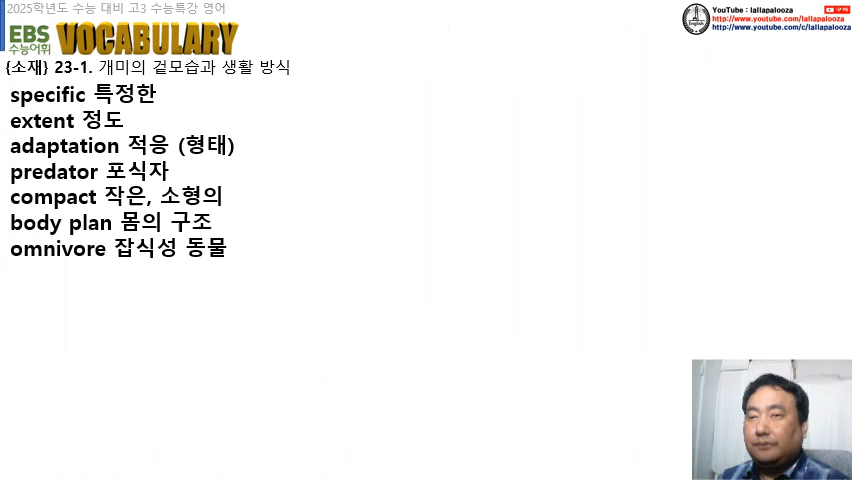 2025학년도 수능 대비 고3 수능특강 영어
EBS 수능어휘 VOCABULARY
{소재} 23-1. 개미의 겉모습과 생활 방식
specific 특정한
extent 정도
adaptation 적응 (형태)
predator 포식자
compact 작은, 소형의
body plan 몸의 구조
omnivore 잡식성 동물
YouTube : lallapalooza
구독
http://www.youtube.com/lallapalooza
http://www.youtube.com/c/lallapalooza
English